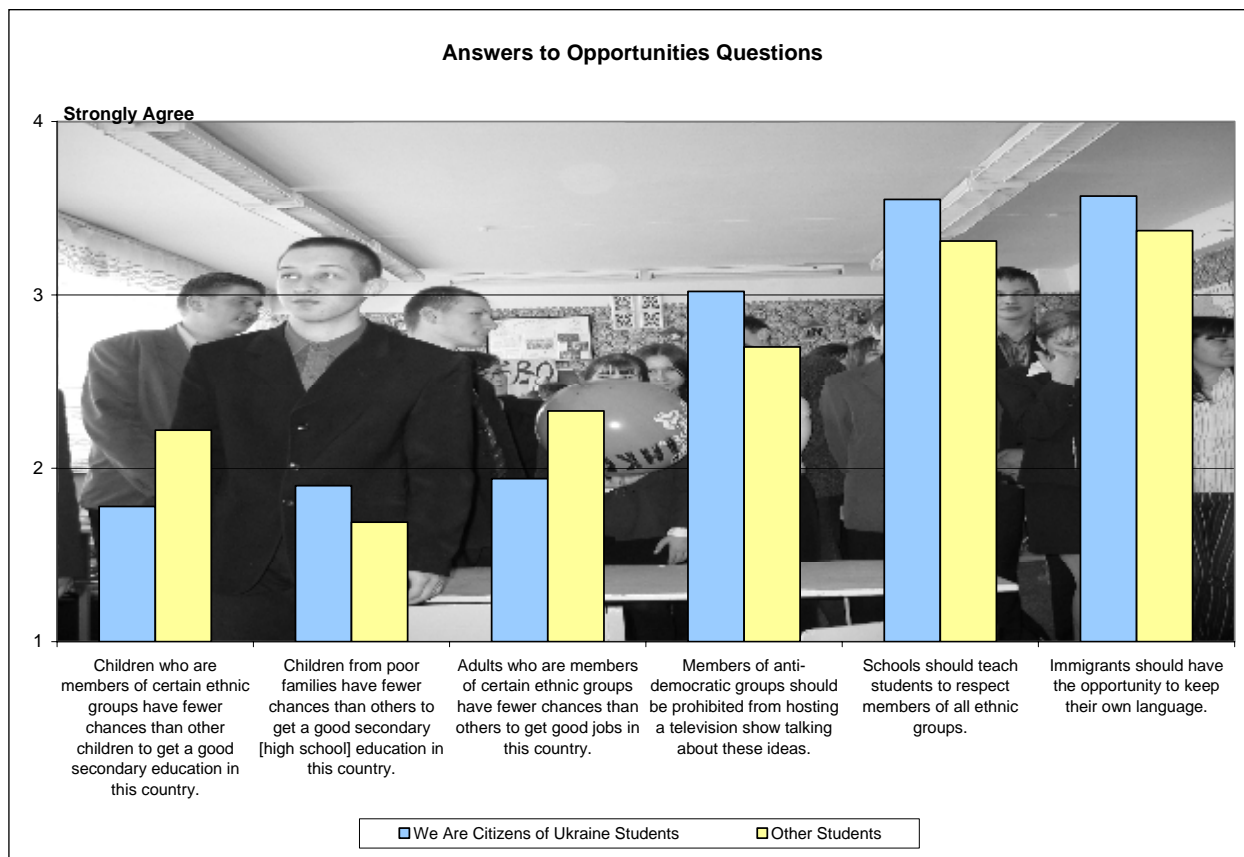 Answers to Opportunities Questions
Strongly Agree
4
3
2
1
Children who are
members of certain ethnic
groups have fewer
chances than other
children to get a good
secondary education in
this country.
Children from poor
families have fewer
chances than others to
get a good secondary
[high school] education in
this country.
Adults who are members
of certain ethnic groups
have fewer chances than
others to get good jobs in
this country.
Members of anti-
democratic groups should
be prohibited from hosting
a television show talking
about these ideas.
Schools should teach
students to respect
members of all ethnic
groups.
Immigrants should have
the opportunity to keep
their own language.
We Are Citizens of Ukraine Students
Other Students